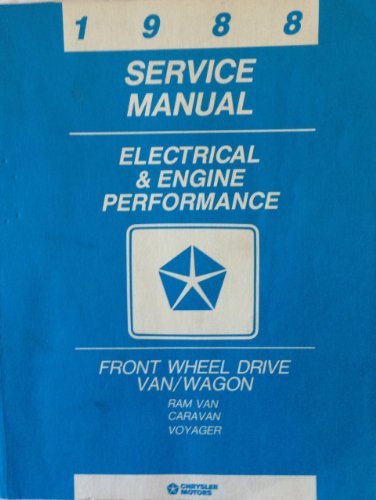 1 9 8 8
SERVICE
MANUAL
ELECTRICAL
& ENGINE
PERFORMANCE
FRONT WHEEL DRIVE
VAN/WAGON
RAM VAN
CARAVAN
VOYAGER
CHRYSLER
MOTORS